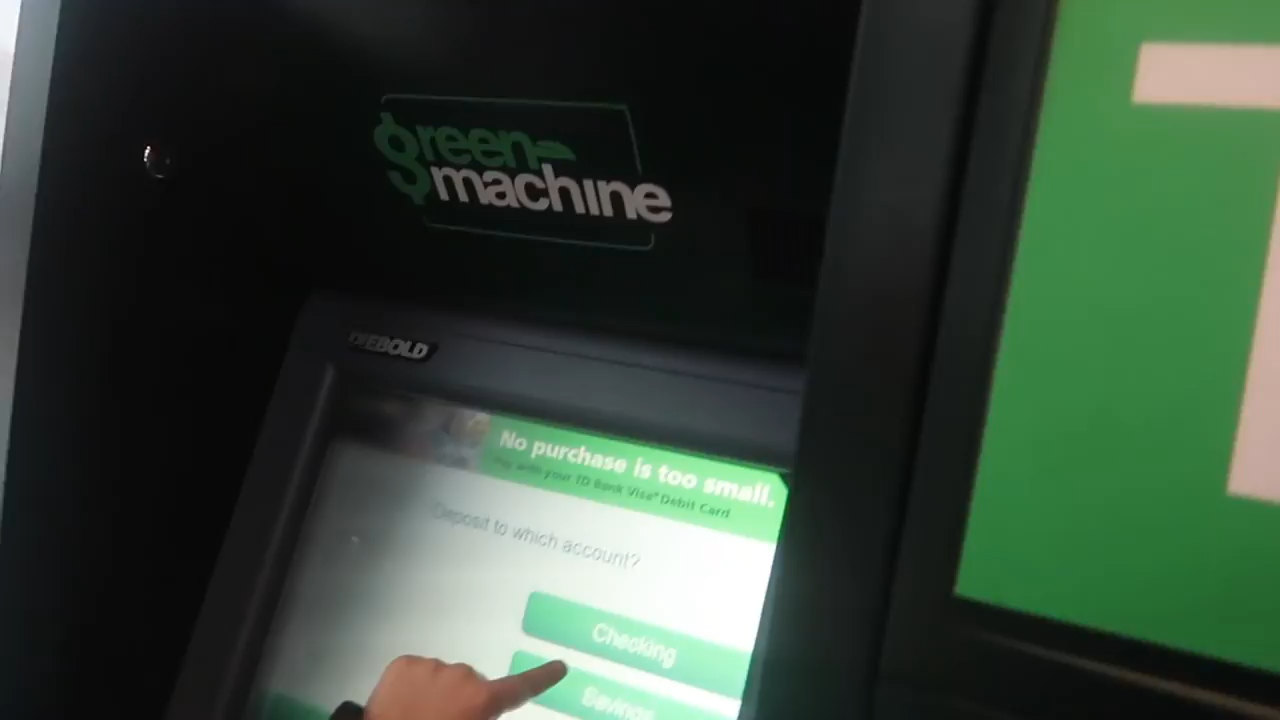 green
machine
DIEBOLD
No purchase is too small.
Pay with your TD Bank Visa® Debit Card
Deposit to which account?
Checking
Savings
T